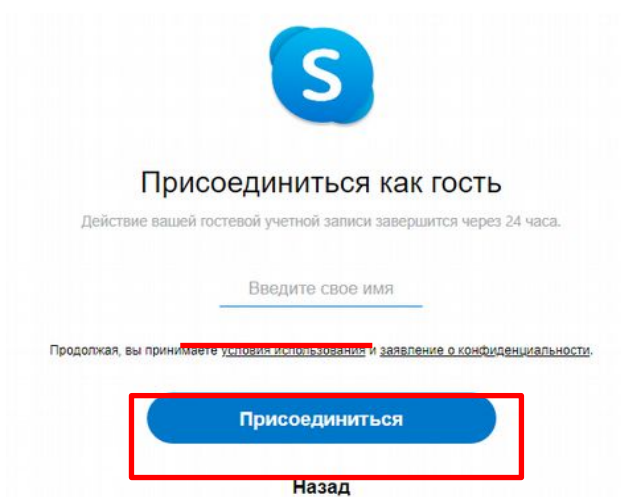 S
Присоединиться как гость
Действие вашей гостевой учетной записи завершится через 24 часа.
Введите свое имя
Продолжая, вы принимаете условия использования и заявление о конфиденциальности.
Присоединиться
Назад